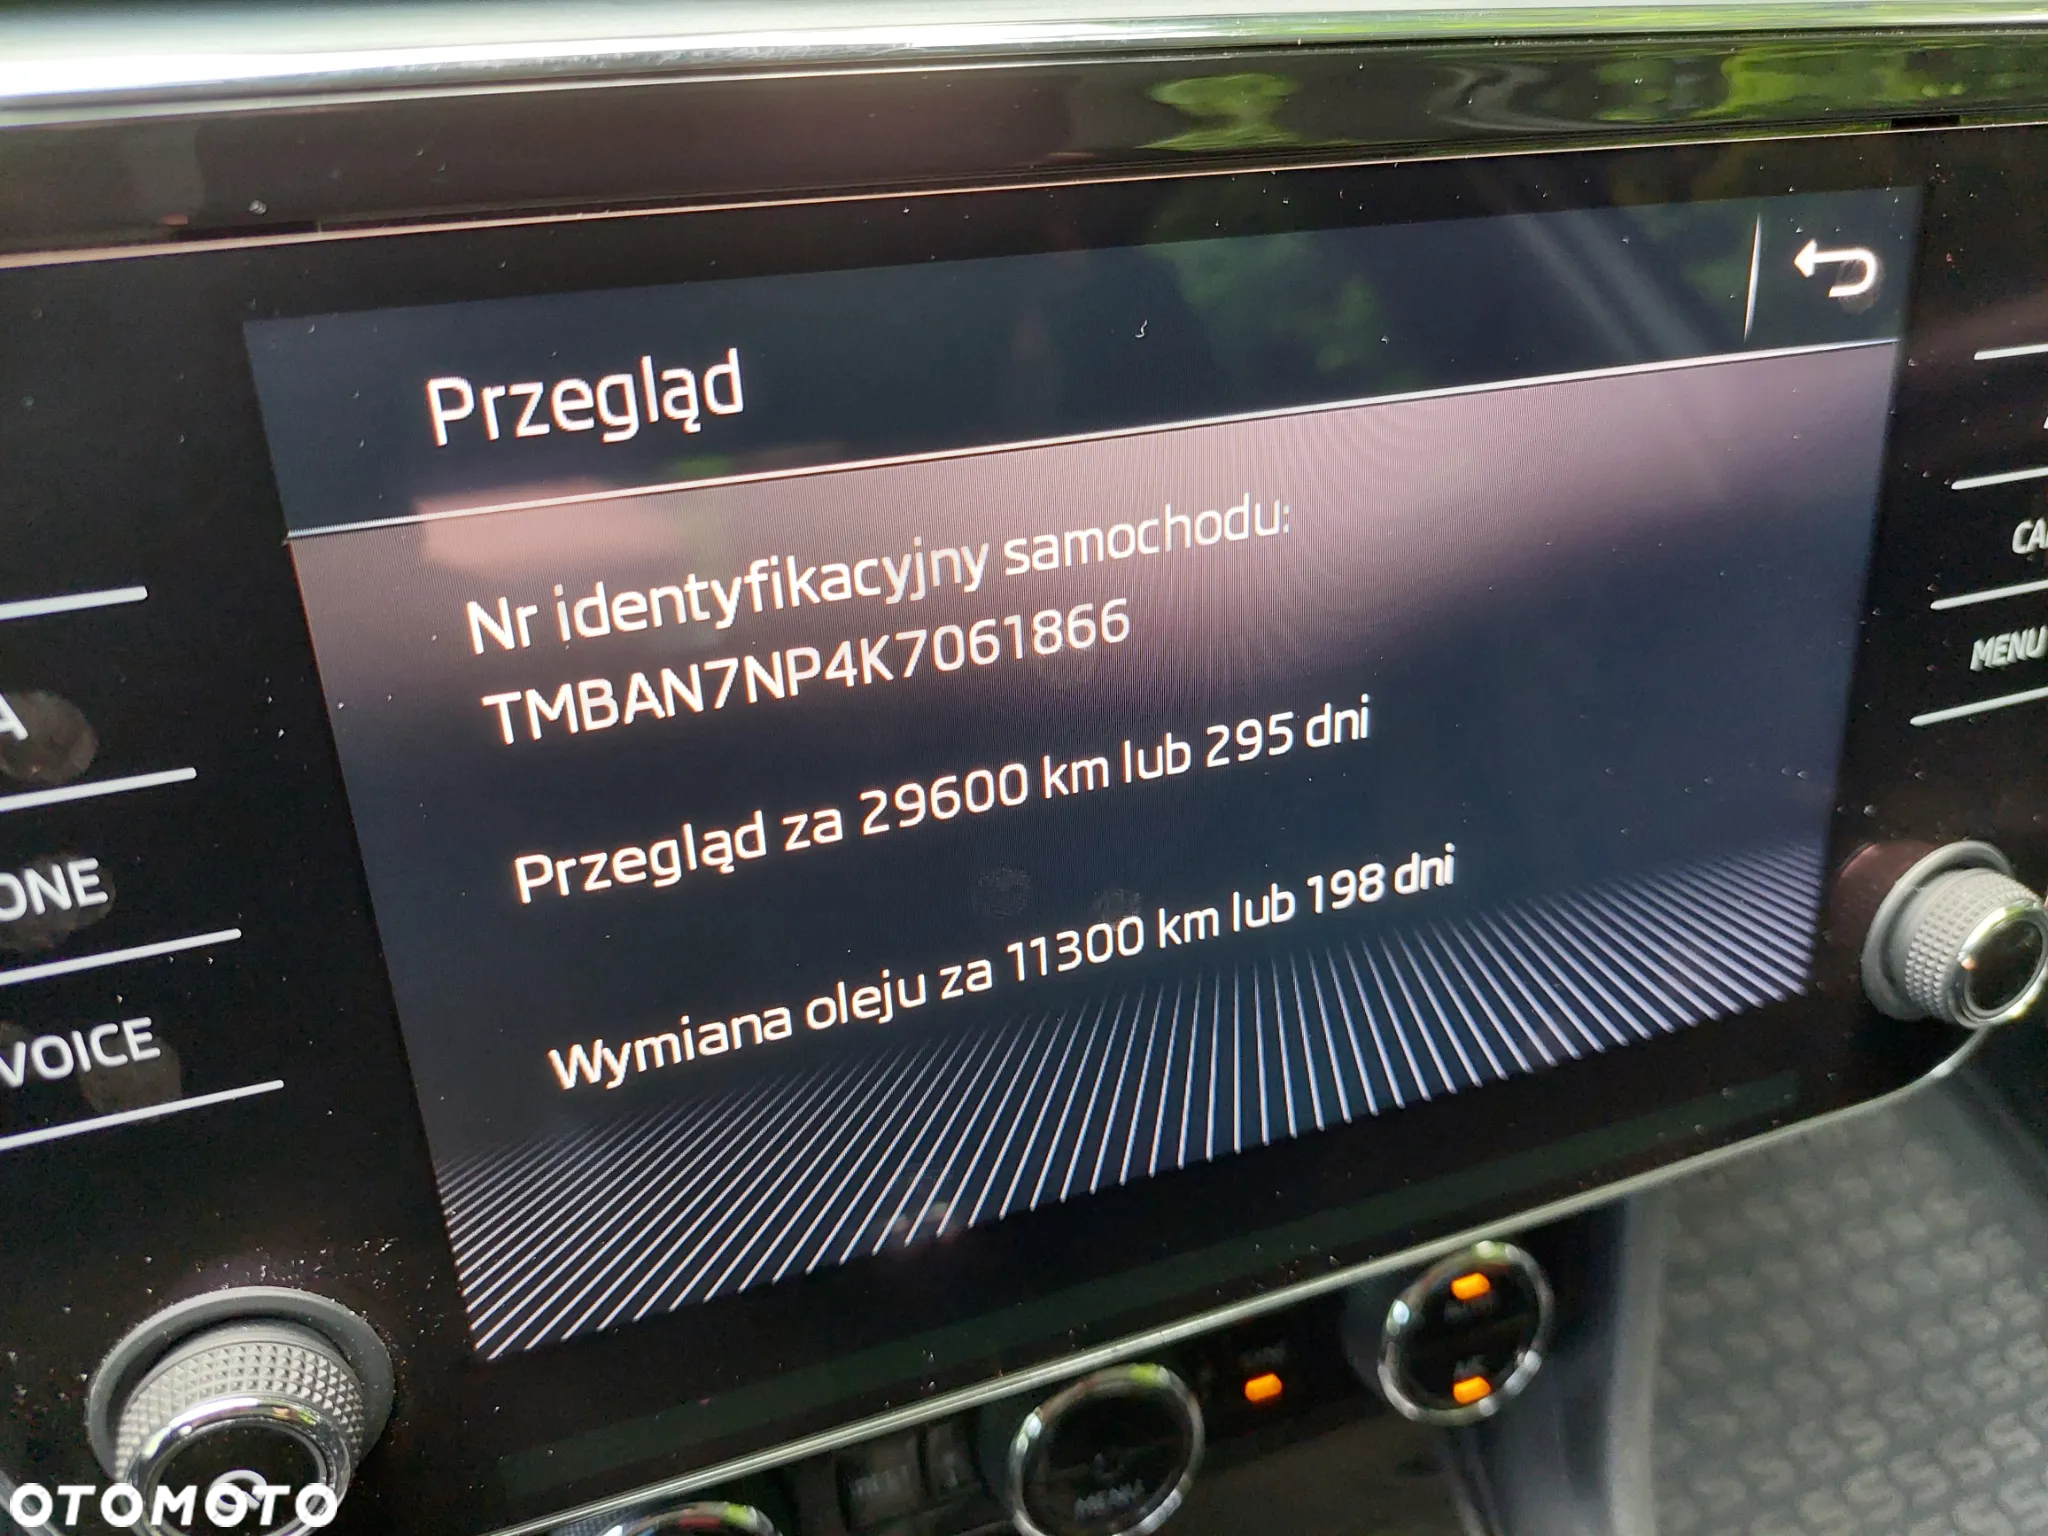 Przegląd
Nr identyfikacyjny samochodu:
TMBAN7NP4K7061866
Przegląd za 29600 km lub 295 dni
Wymiana oleju za 11300 km lub 198 dni
VOICE
MENU
MENU
OTOMOTO